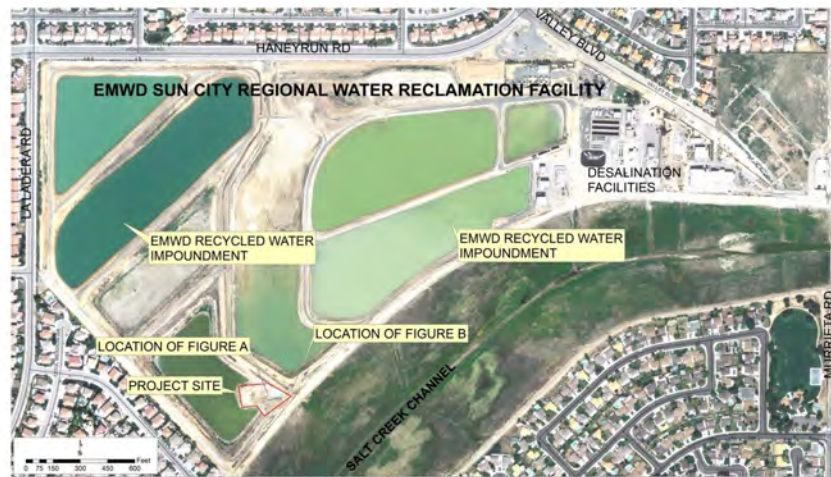 HANEYRUN RD
VALLEY BLVD
EMWD SUN CITY REGIONAL WATER RECLAMATION FACILITY
LA LADERA RD
DESALINATION
FACILITIES
EMWD RECYCLED WATER
IMPOUNDMENT
EMWD RECYCLED WATER
IMPOUNDMENT
LOCATION OF FIGURE A
LOCATION OF FIGURE B
PROJECT SITE
SALT CREEK CHANNEL
MURRIETA RD
0 75 150 300 450 600
Feet